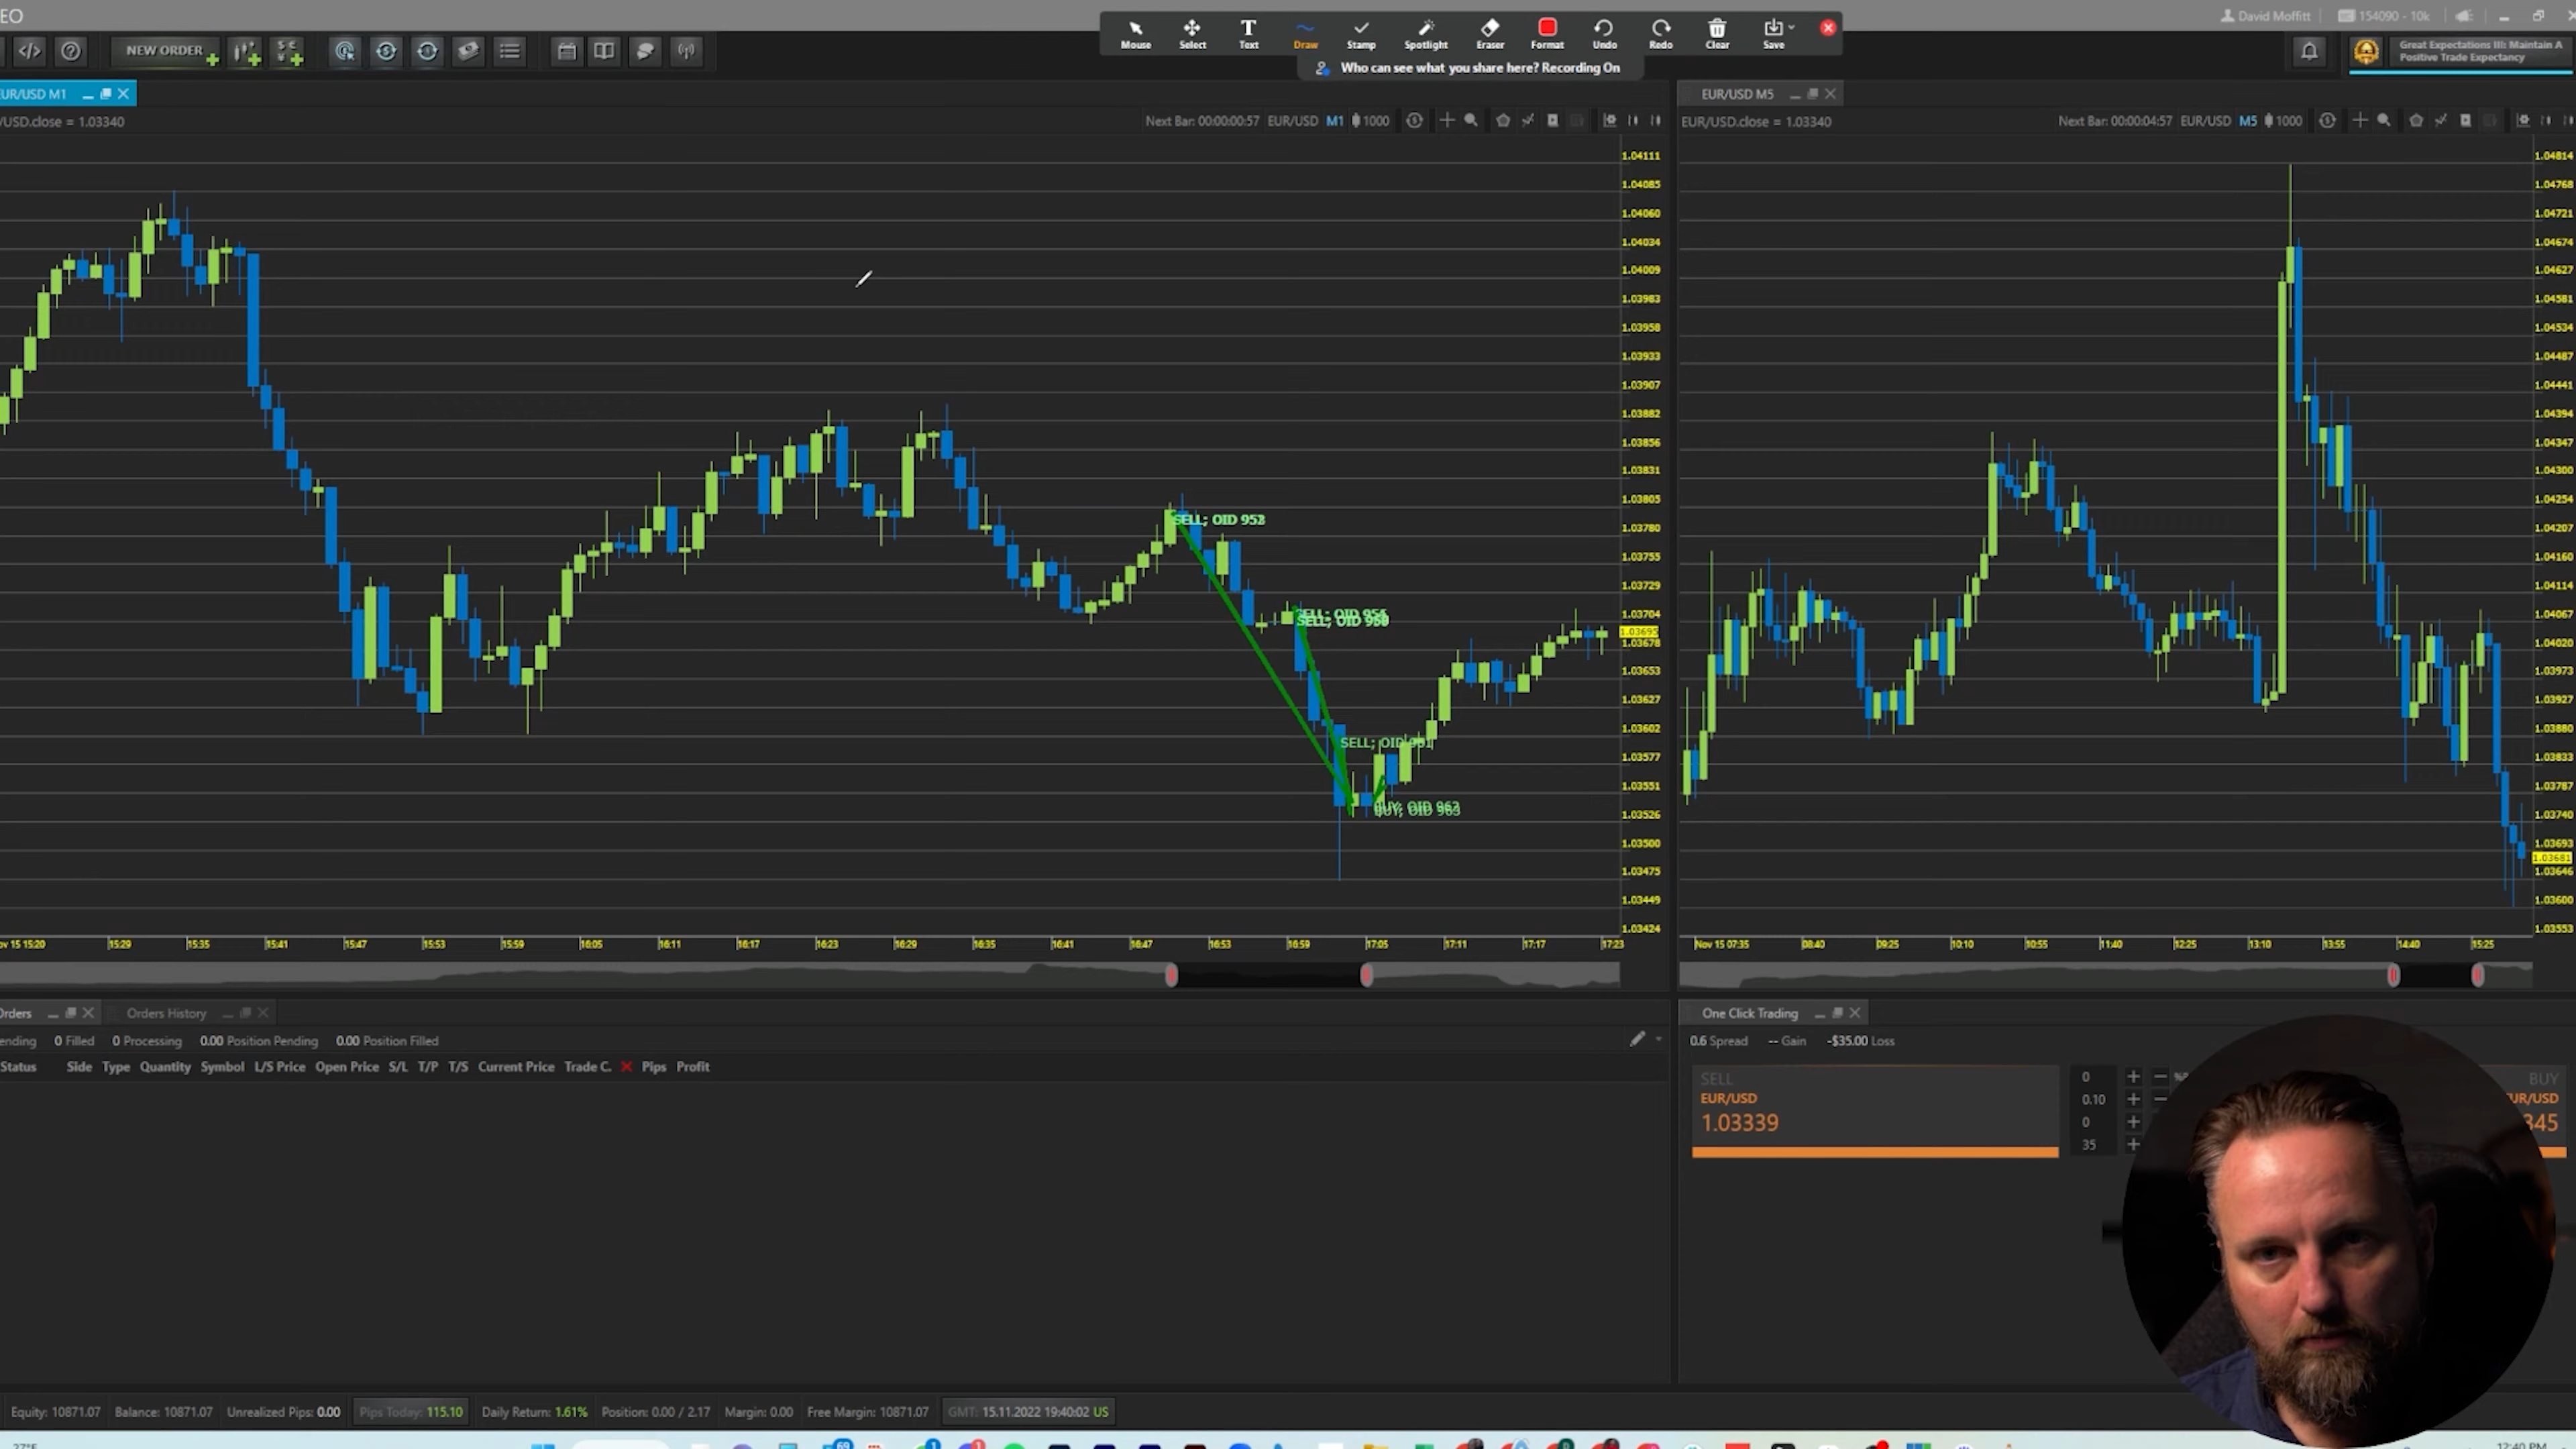 EO
David Moffitt
154090 - 10k
Mouse Select Text Draw Stamp Spotlight Eraser Format Undo Redo Clear Save
Who can see what you share here? Recording On
NEW ORDER
Great Expectations III: Maintain A
Positive Trade Expectancy
UR/USD M1
/USD.close = 1.03340
Next Bar: 00:00:00:57 EUR/USD M1 1000
1.04111
1.04085
1.04060
1.04034
1.04009
1.03983
1.03958
1.03933
1.03907
1.03882
1.03856
1.03831
1.03805
1.03780
1.03755
1.03729
1.03704
1.03695
1.03678
1.03653
1.03627
1.03602
1.03577
1.03551
1.03526
1.03500
1.03475
1.03449
1.03424
SELL; OID
SELL; OID
SELL; OID
SELL; OID
BUY; OID
BUY; OID
ov 15 15:20 15:29 15:35 15:41 15:47 15:53 15:59 16:05 16:11 16:17 16:23 16:29 16:35 16:41 16:47 16:53 16:59 17:05 17:11 17:17 17:23
EUR/USD M5
EUR/USD.close = 1.03340
Next Bar: 00:00:04:57 EUR/USD M5 1000
1.04814
1.04768
1.04721
1.04674
1.04627
1.04581
1.04534
1.04487
1.04441
1.04394
1.04347
1.04300
1.04254
1.04207
1.04160
1.04114
1.04067
1.04020
1.03973
1.03927
1.03880
1.03833
1.03787
1.03740
1.03693
1.03681
1.03646
1.03600
1.03553
Nov 15 07:35 08:40 09:25 10:10 10:55 11:40 12:25 13:10 13:55 14:40 15:25
Orders
Orders History
ending 0 Filled 0 Processing 0.00 Position Pending 0.00 Position Filled
Status Side Type Quantity Symbol L/S Price Open Price S/L T/P T/S Current Price Trade C. Pips Profit
One Click Trading
0.6 Spread -- Gain -$35.00 Loss
SELL
EUR/USD
1.03339
0
0.10
0
35
BUY
UR/USD
345
Equity: 10871.07 Balance: 10871.07 Unrealized Pips: 0.00 Pips Today: 115.10 Daily Return: 1.61% Position: 0.00 / 2.17 Margin: 0.00 Free Margin: 10871.07 GMT: 15.11.2022 19:40:02 US
27°F
69
1
1
12:40 PM